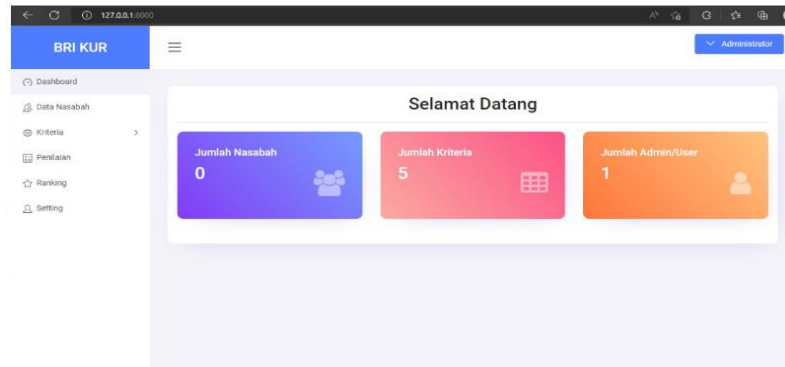 127.0.0.1:8000
BRI KUR
Administrator
Dashboard
Data Nasabah
Kriteria
Penilaian
Ranking
Setting
Selamat Datang
Jumlah Nasabah
0
Jumlah Kriteria
5
Jumlah Admin/User
1